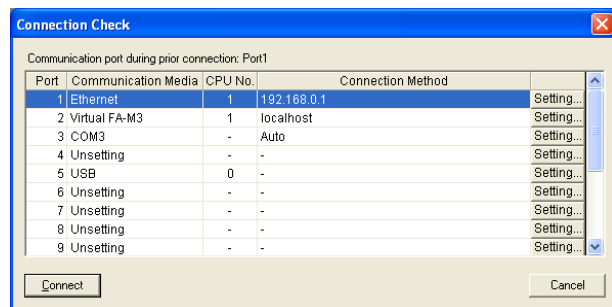 Connection Check
Communication port during prior connection: Port1
Port Communication Media CPU No. Connection Method
1 Ethernet 1 192.168.0.1 Setting...
2 Virtual FA-M3 1 localhost Setting...
3 COM3 - Auto Setting...
4 Unsetting - - Setting...
5 USB 0 - Setting...
6 Unsetting - - Setting...
7 Unsetting - - Setting...
8 Unsetting - - Setting...
9 Unsetting - - Setting...
Connect Cancel